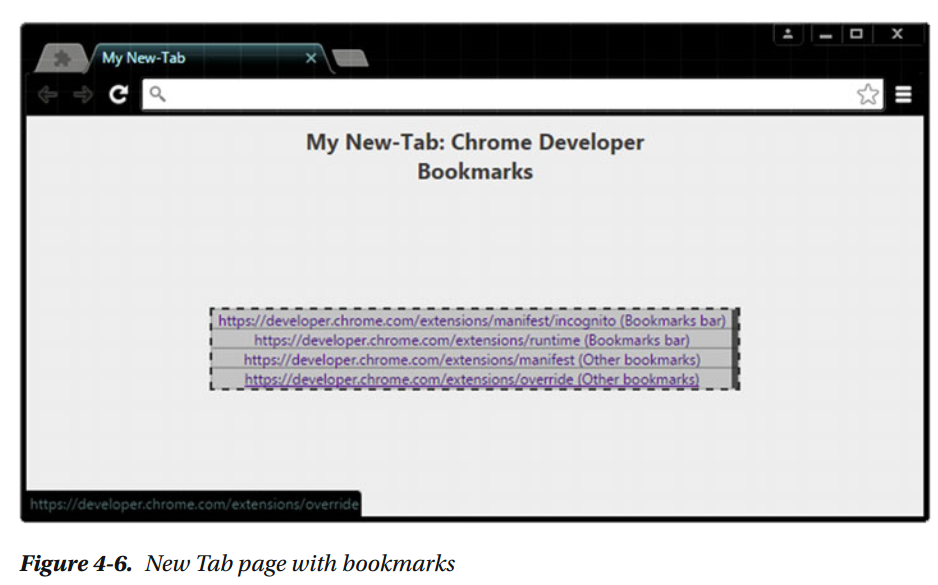 My New-Tab
My New-Tab: Chrome Developer
Bookmarks
https://developer.chrome.com/extensions/manifest/incognito (Bookmarks bar)
https://developer.chrome.com/extensions/runtime (Bookmarks bar)
https://developer.chrome.com/extensions/manifest (Other bookmarks)
https://developer.chrome.com/extensions/override (Other bookmarks)
https://developer.chrome.com/extensions/override
Figure 4-6. New Tab page with bookmarks